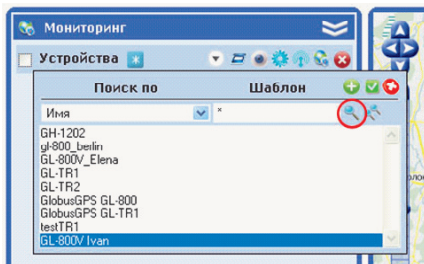 Мониторинг
Устройства
Поиск по Шаблон
Имя *
GH-1202
gl-800_berlin
GL-800V_Elena
GL-TR1
GL-TR2
GlobusGPS GL-800
GlobusGPS GL-TR1
testTR1
GL-800V Ivan